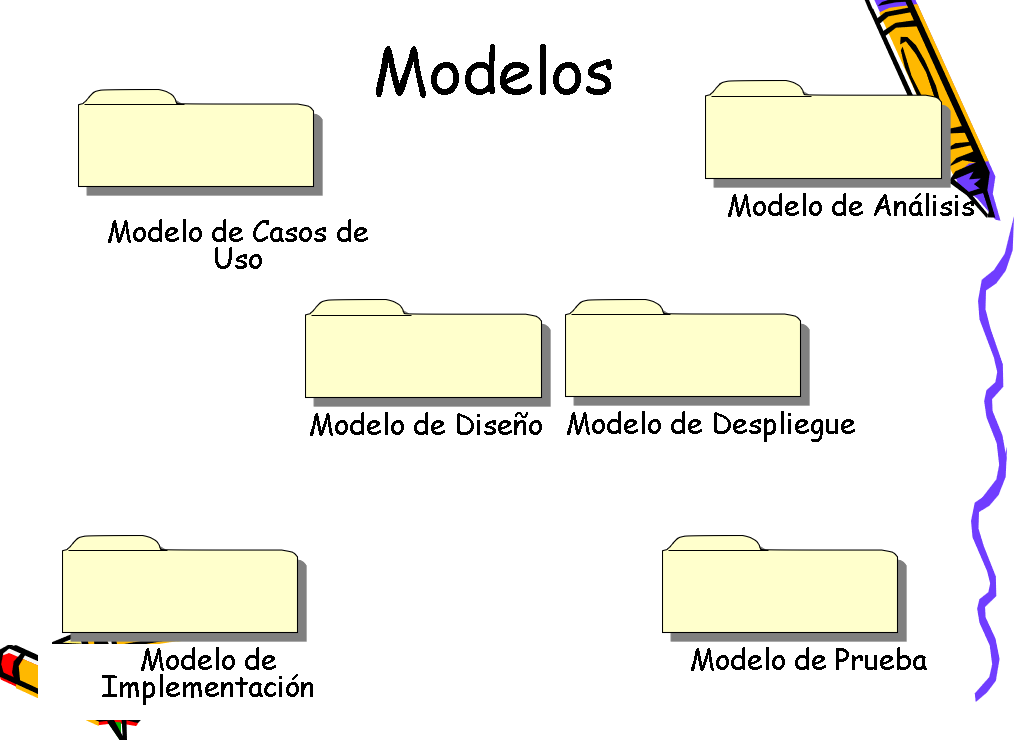 Modelos
Modelo de Análisis
Modelo de Casos de
Uso
Modelo de Diseño
Modelo de Despliegue
Modelo de
Implementación
Modelo de Prueba